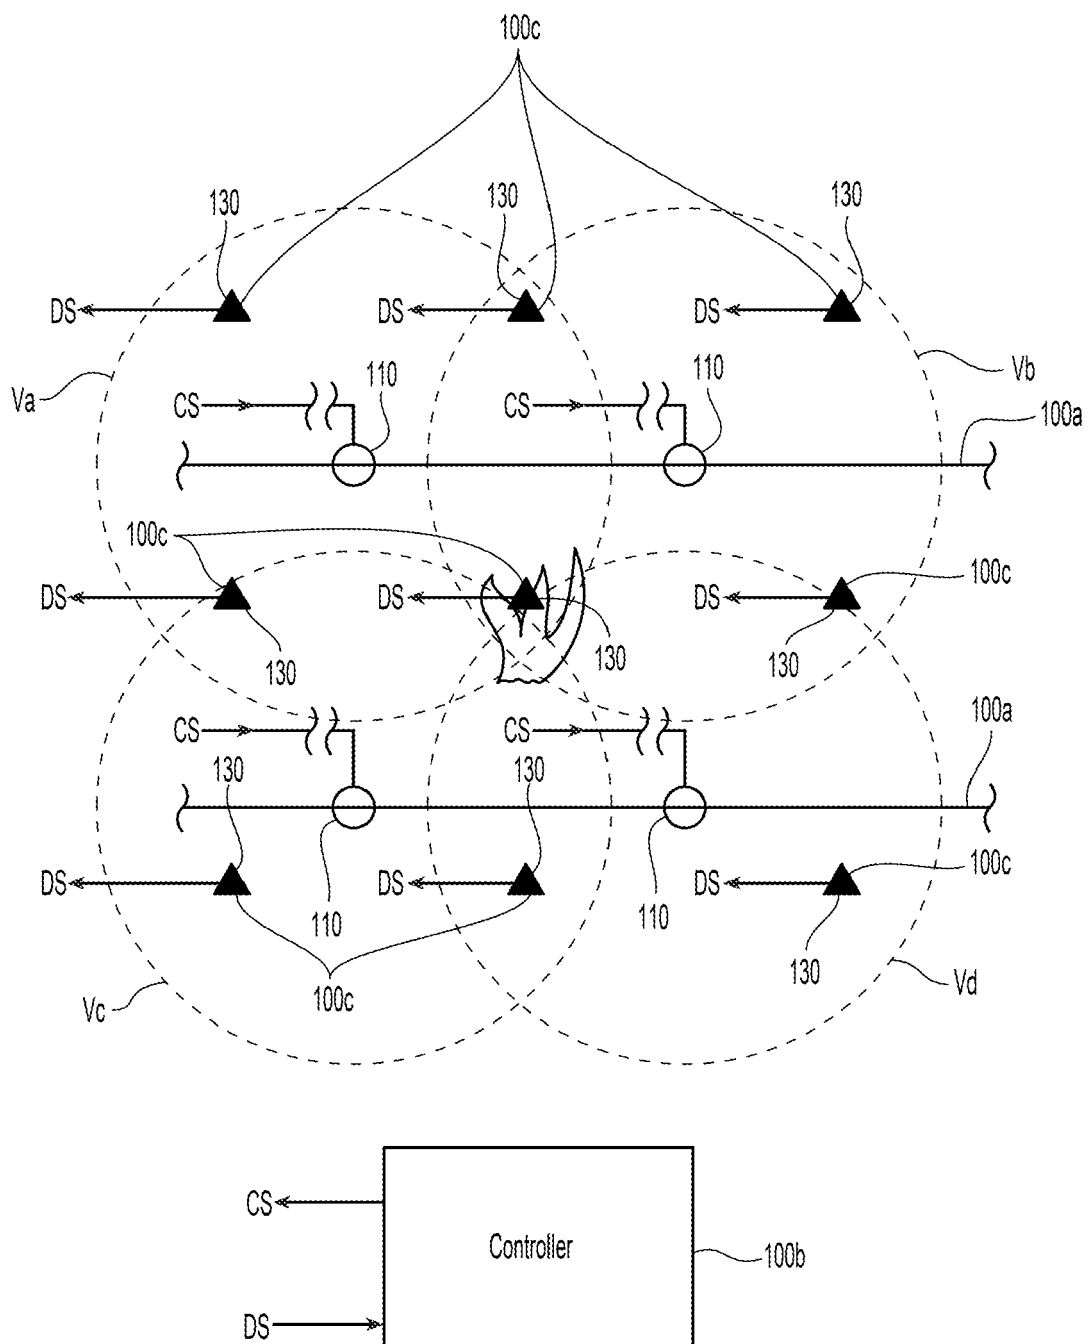 100c
130 130 130
DS DS DS
Va Vb
110 110
CS CS
100a
100c
DS DS DS 100c
130 130 130
100a
CS CS
130 130
DS DS DS 100c
110 110
130
Vc 100c Vd
CS
Controller
100b
DS